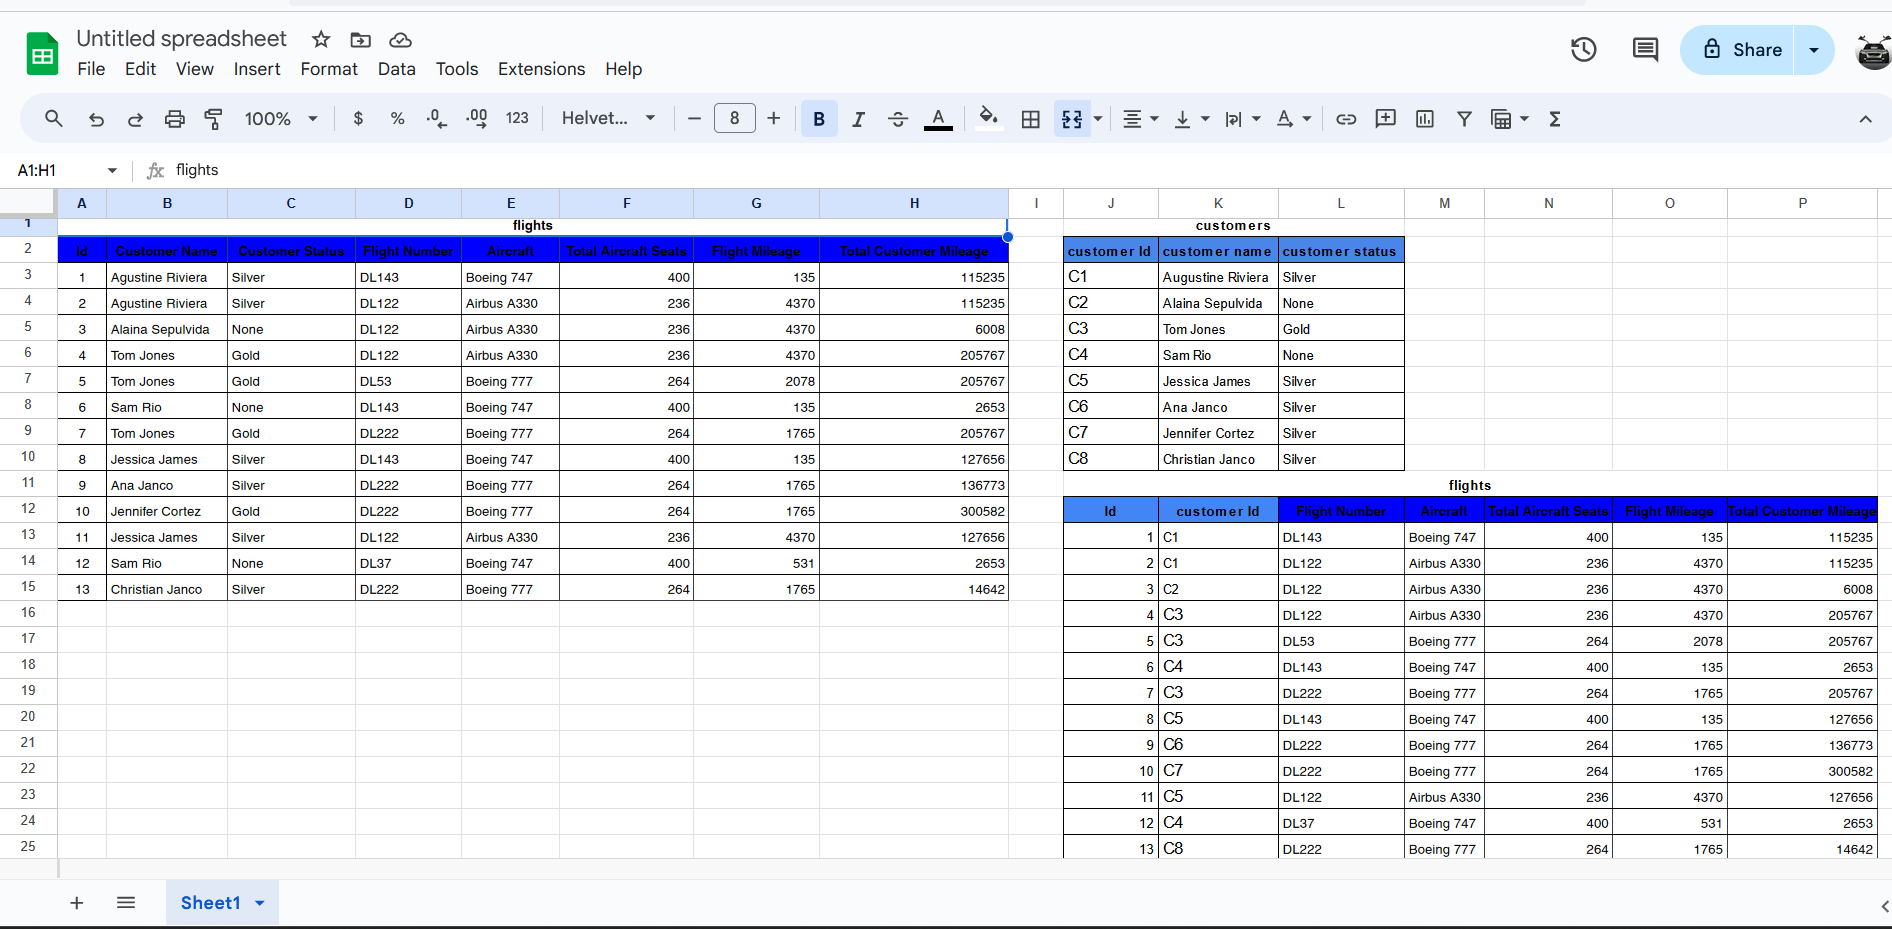 Untitled spreadsheet
File Edit View Insert Format Data Tools Extensions Help
Share
100% $ % .0 .00 123 Helvet... 8 B I A
A1:H1 fx flights
A B C D E F G H I J K L M N O P
1 flights customers
2 Id Customer Name Customer Status Flight Number Aircraft Total Aircraft Seats Flight Mileage Total Customer Mileage customer Id customer name customer status
3 1 Agustine Riviera Silver DL143 Boeing 747 400 135 115235 C1 Augustine Riviera Silver
4 2 Agustine Riviera Silver DL122 Airbus A330 236 4370 115235 C2 Alaina Sepulvida None
5 3 Alaina Sepulvida None DL122 Airbus A330 236 4370 6008 C3 Tom Jones Gold
6 4 Tom Jones Gold DL122 Airbus A330 236 4370 205767 C4 Sam Rio None
7 5 Tom Jones Gold DL53 Boeing 777 264 2078 205767 C5 Jessica James Silver
8 6 Sam Rio None DL143 Boeing 747 400 135 2653 C6 Ana Janco Silver
9 7 Tom Jones Gold DL222 Boeing 777 264 1765 205767 C7 Jennifer Cortez Silver
10 8 Jessica James Silver DL143 Boeing 747 400 135 127656 C8 Christian Janco Silver
11 9 Ana Janco Silver DL222 Boeing 777 264 1765 136773 flights
12 10 Jennifer Cortez Gold DL222 Boeing 777 264 1765 300582 Id customer Id Flight Number Aircraft Total Aircraft Seats Flight Mileage Total Customer Mileage
13 11 Jessica James Silver DL122 Airbus A330 236 4370 127656 1 C1 DL143 Boeing 747 400 135 115235
14 12 Sam Rio None DL37 Boeing 747 400 531 2653 2 C1 DL122 Airbus A330 236 4370 115235
15 13 Christian Janco Silver DL222 Boeing 777 264 1765 14642 3 C2 DL122 Airbus A330 236 4370 6008
16 4 C3 DL122 Airbus A330 236 4370 205767
17 5 C3 DL53 Boeing 777 264 2078 205767
18 6 C4 DL143 Boeing 747 400 135 2653
19 7 C3 DL222 Boeing 777 264 1765 205767
20 8 C5 DL143 Boeing 747 400 135 127656
21 9 C6 DL222 Boeing 777 264 1765 136773
22 10 C7 DL222 Boeing 777 264 1765 300582
23 11 C5 DL122 Airbus A330 236 4370 127656
24 12 C4 DL37 Boeing 747 400 531 2653
25 13 C8 DL222 Boeing 777 264 1765 14642
Sheet1